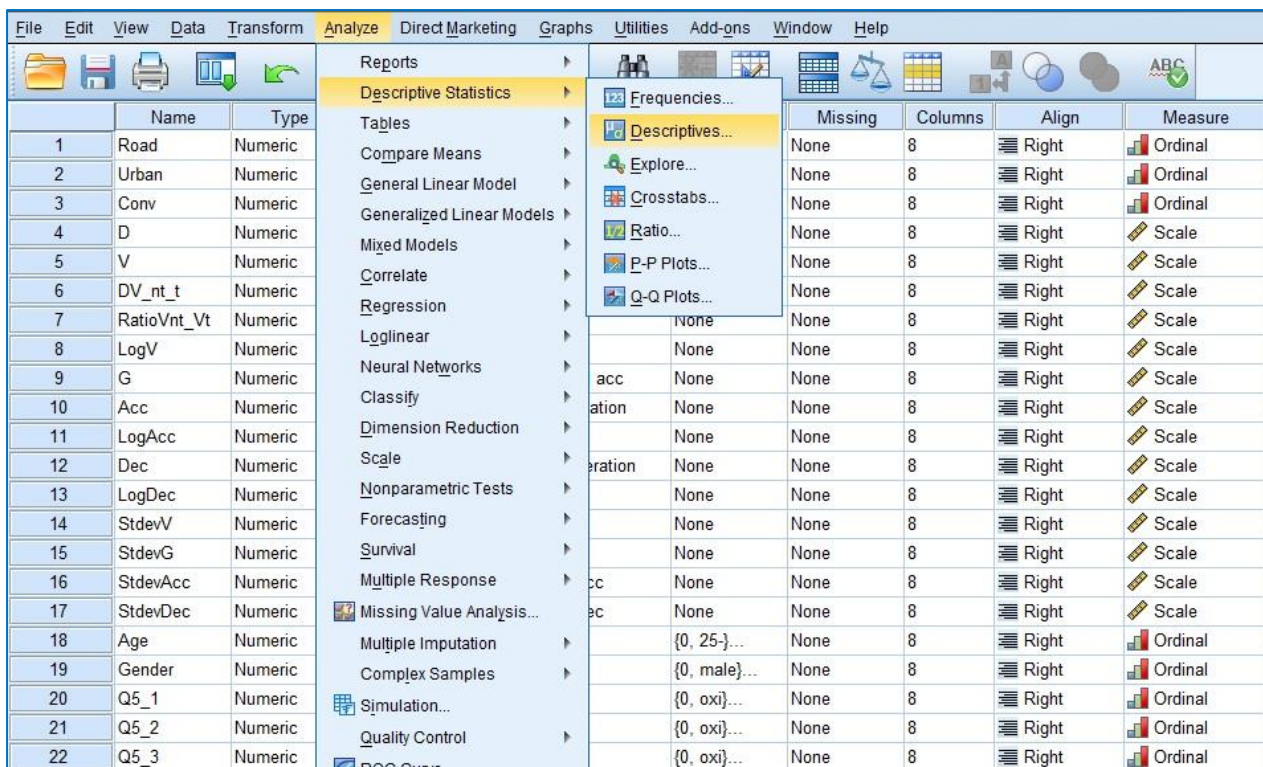 File Edit View Data Transform Analyze Direct Marketing Graphs Utilities Add-ons Window Help
Reports
Descriptive Statistics
Tables
Compare Means
General Linear Model
Generalized Linear Models
Mixed Models
Correlate
Regression
Loglinear
Neural Networks
Classify
Dimension Reduction
Scale
Nonparametric Tests
Forecasting
Survival
Multiple Response
Missing Value Analysis...
Multiple Imputation
Complex Samples
Simulation...
Quality Control
Frequencies...
Descriptives...
Explore...
Crosstabs...
Ratio...
P-P Plots...
Q-Q Plots...
Name Type Missing Columns Align Measure
1 Road Numeric None 8 Right Ordinal
2 Urban Numeric None 8 Right Ordinal
3 Conv Numeric None 8 Right Ordinal
4 D Numeric None 8 Right Scale
5 V Numeric None 8 Right Scale
6 DV_nt_t Numeric None 8 Right Scale
7 RatioVnt_Vt Numeric None None 8 Right Scale
8 LogV Numeric None None 8 Right Scale
9 G Numeric acc None None 8 Right Scale
10 Acc Numeric ation None None 8 Right Scale
11 LogAcc Numeric None None 8 Right Scale
12 Dec Numeric eration None None 8 Right Scale
13 LogDec Numeric None None 8 Right Scale
14 StdevV Numeric None None 8 Right Scale
15 StdevG Numeric None None 8 Right Scale
16 StdevAcc Numeric cc None None 8 Right Scale
17 StdevDec Numeric ec None None 8 Right Scale
18 Age Numeric {0, 25-}... None 8 Right Ordinal
19 Gender Numeric {0, male}... None 8 Right Ordinal
20 Q5_1 Numeric {0, oxi}... None 8 Right Ordinal
21 Q5_2 Numeric {0, oxi}... None 8 Right Ordinal
22 Q5_3 Numeric {0, oxi}... None 8 Right Ordinal